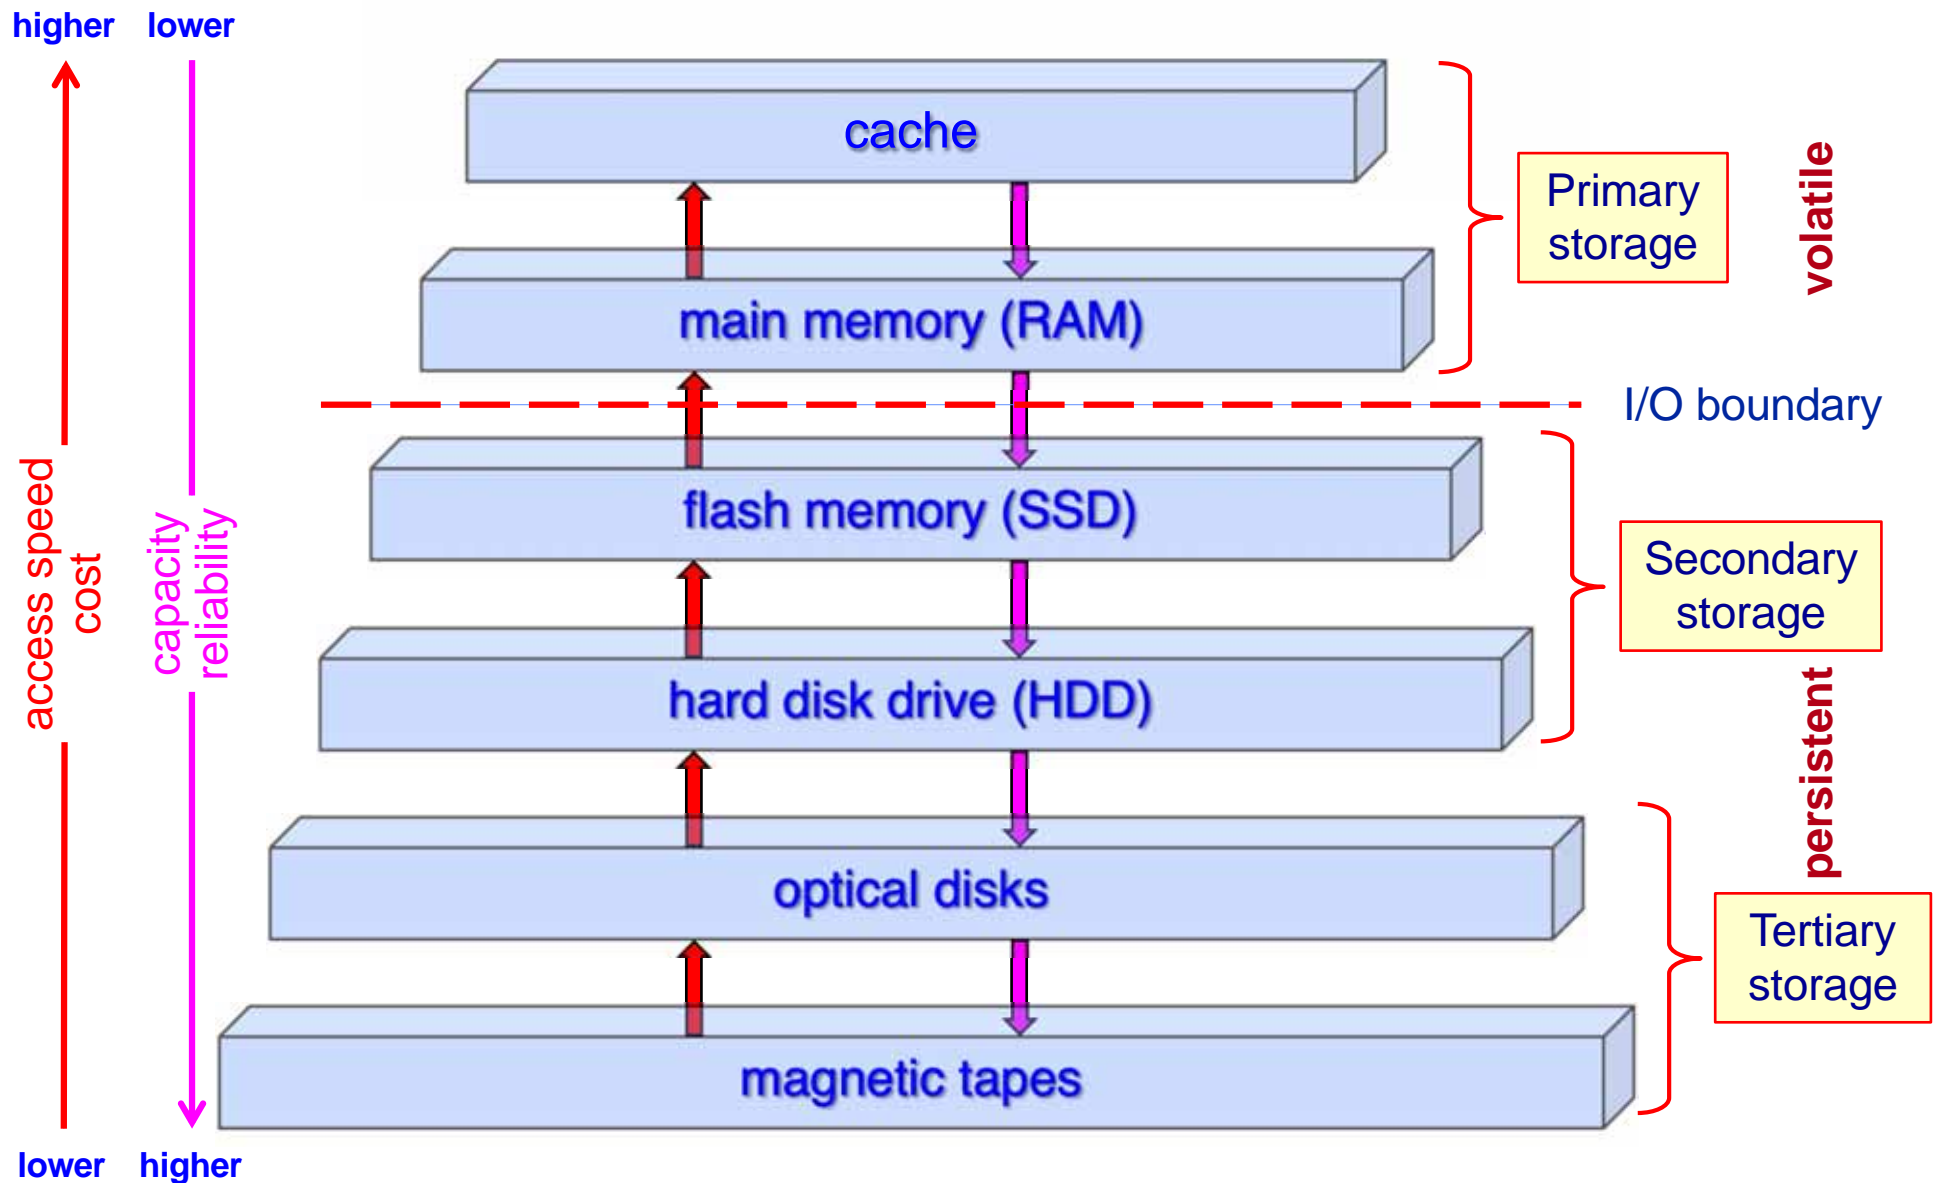 higher lower
cache
Primary
storage
volatile
main memory (RAM)
I/O boundary
access speed
cost
capacity
reliability
flash memory (SSD)
Secondary
storage
hard disk drive (HDD)
persistent
optical disks
Tertiary
storage
magnetic tapes
lower higher